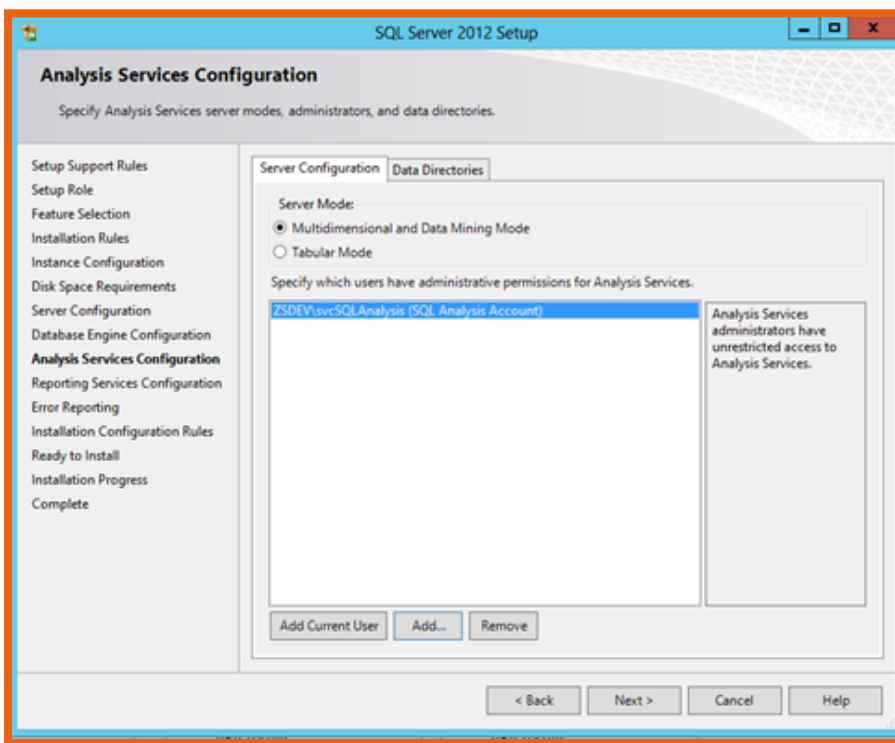 SQL Server 2012 Setup
Analysis Services Configuration
Specify Analysis Services server modes, administrators, and data directories.
Setup Support Rules
Setup Role
Feature Selection
Installation Rules
Instance Configuration
Disk Space Requirements
Server Configuration
Database Engine Configuration
Analysis Services Configuration
Reporting Services Configuration
Error Reporting
Installation Configuration Rules
Ready to Install
Installation Progress
Complete
Server Configuration
Data Directories
Server Mode:
Multidimensional and Data Mining Mode
Tabular Mode
Specify which users have administrative permissions for Analysis Services.
ZSDEV\svcSQLAnalysis (SQL Analysis Account)
Analysis Services
administrators have
unrestricted access to
Analysis Services.
Add Current User
Add...
Remove
< Back
Next >
Cancel
Help